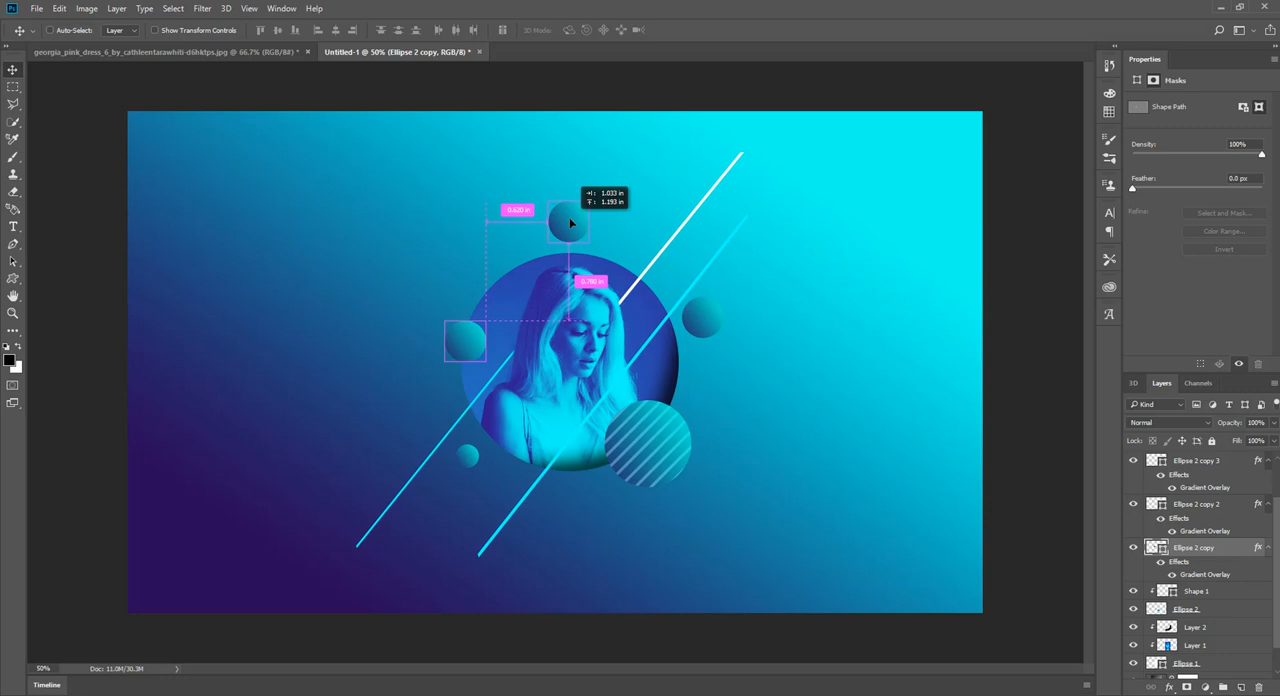 Ps File Edit Image Layer Type Select Filter 3D View Window Help
Auto-Select: Layer Show Transform Controls 3D Mode:
georgia_pink_dress_6_by_cathleentarawhiti-d6hktps.jpg @ 66.7% (RGB/8#) * × Untitled-1 @ 50% (Ellipse 2 copy, RGB/8) * ×
Properties
Masks
Shape Path
Density: 100%
Feather: 0.0 px
Refine: Select and Mask...
Color Range...
Invert
1.033 in
1.193 in
0.620 in
0.780 in
3D Layers Channels
Kind
Normal Opacity: 100%
Lock: Fill: 100%
Ellipse 2 copy 3 fx
Effects
Gradient Overlay
Ellipse 2 copy 2 fx
Effects
Gradient Overlay
Ellipse 2 copy fx
Effects
Gradient Overlay
Shape 1
Ellipse 2
Layer 2
Layer 1
Ellipse 1
fx
50% Doc: 11.0M/30.3M
Timeline